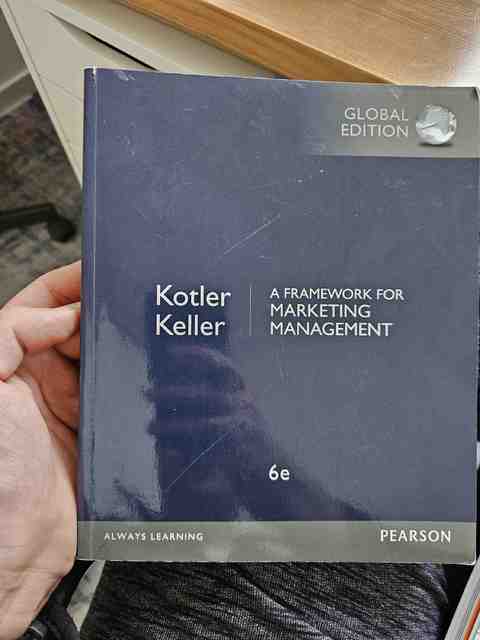 GLOBAL
EDITION
Kotler
Keller
A FRAMEWORK FOR
MARKETING
MANAGEMENT
6e
ALWAYS LEARNING
PEARSON